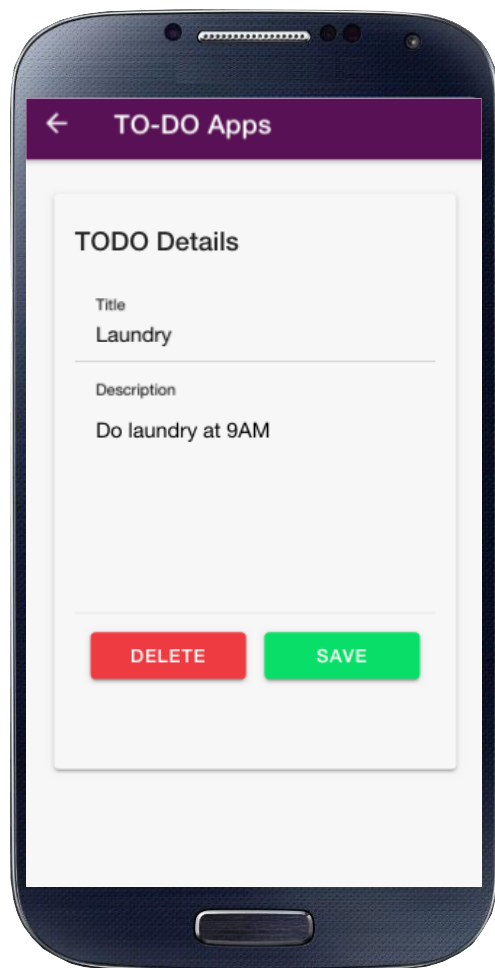 TO-DO Apps
TODO Details
Title
Laundry
Description
Do laundry at 9AM
DELETE
SAVE